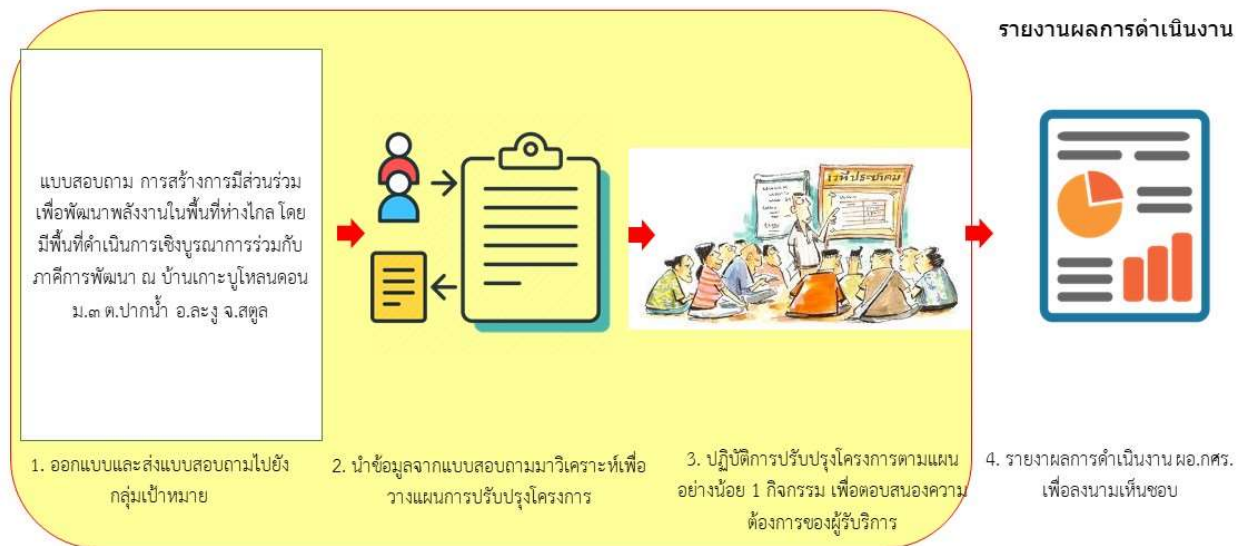 รายงานผลการดำเนินงาน
แบบสอบถาม การสร้างการมีส่วนร่วม
เพื่อพัฒนาพลังงานในพื้นที่ห่างไกล โดย
มีพื้นที่ดำเนินการเชิงบูรณาการร่วมกับ
ภาคีการพัฒนา ณ บ้านเกาะบูโหลนดอน
ม.๓ ต.ปากน้ำ อ.ละงู จ.สตูล
เวทีประชาคม
1. ออกแบบและส่งแบบสอบถามไปยัง
กลุ่มเป้าหมาย
2. นำข้อมูลจากแบบสอบถามมาวิเคราะห์เพื่อ
วางแผนการปรับปรุงโครงการ
3. ปฏิบัติการปรับปรุงโครงการตามแผน
อย่างน้อย 1 กิจกรรม เพื่อตอบสนองความ
ต้องการของผู้รับริการ
4. รายงาผลการดำเนินงาน ผอ.กศร.
เพื่อลงนามเห็นชอบ